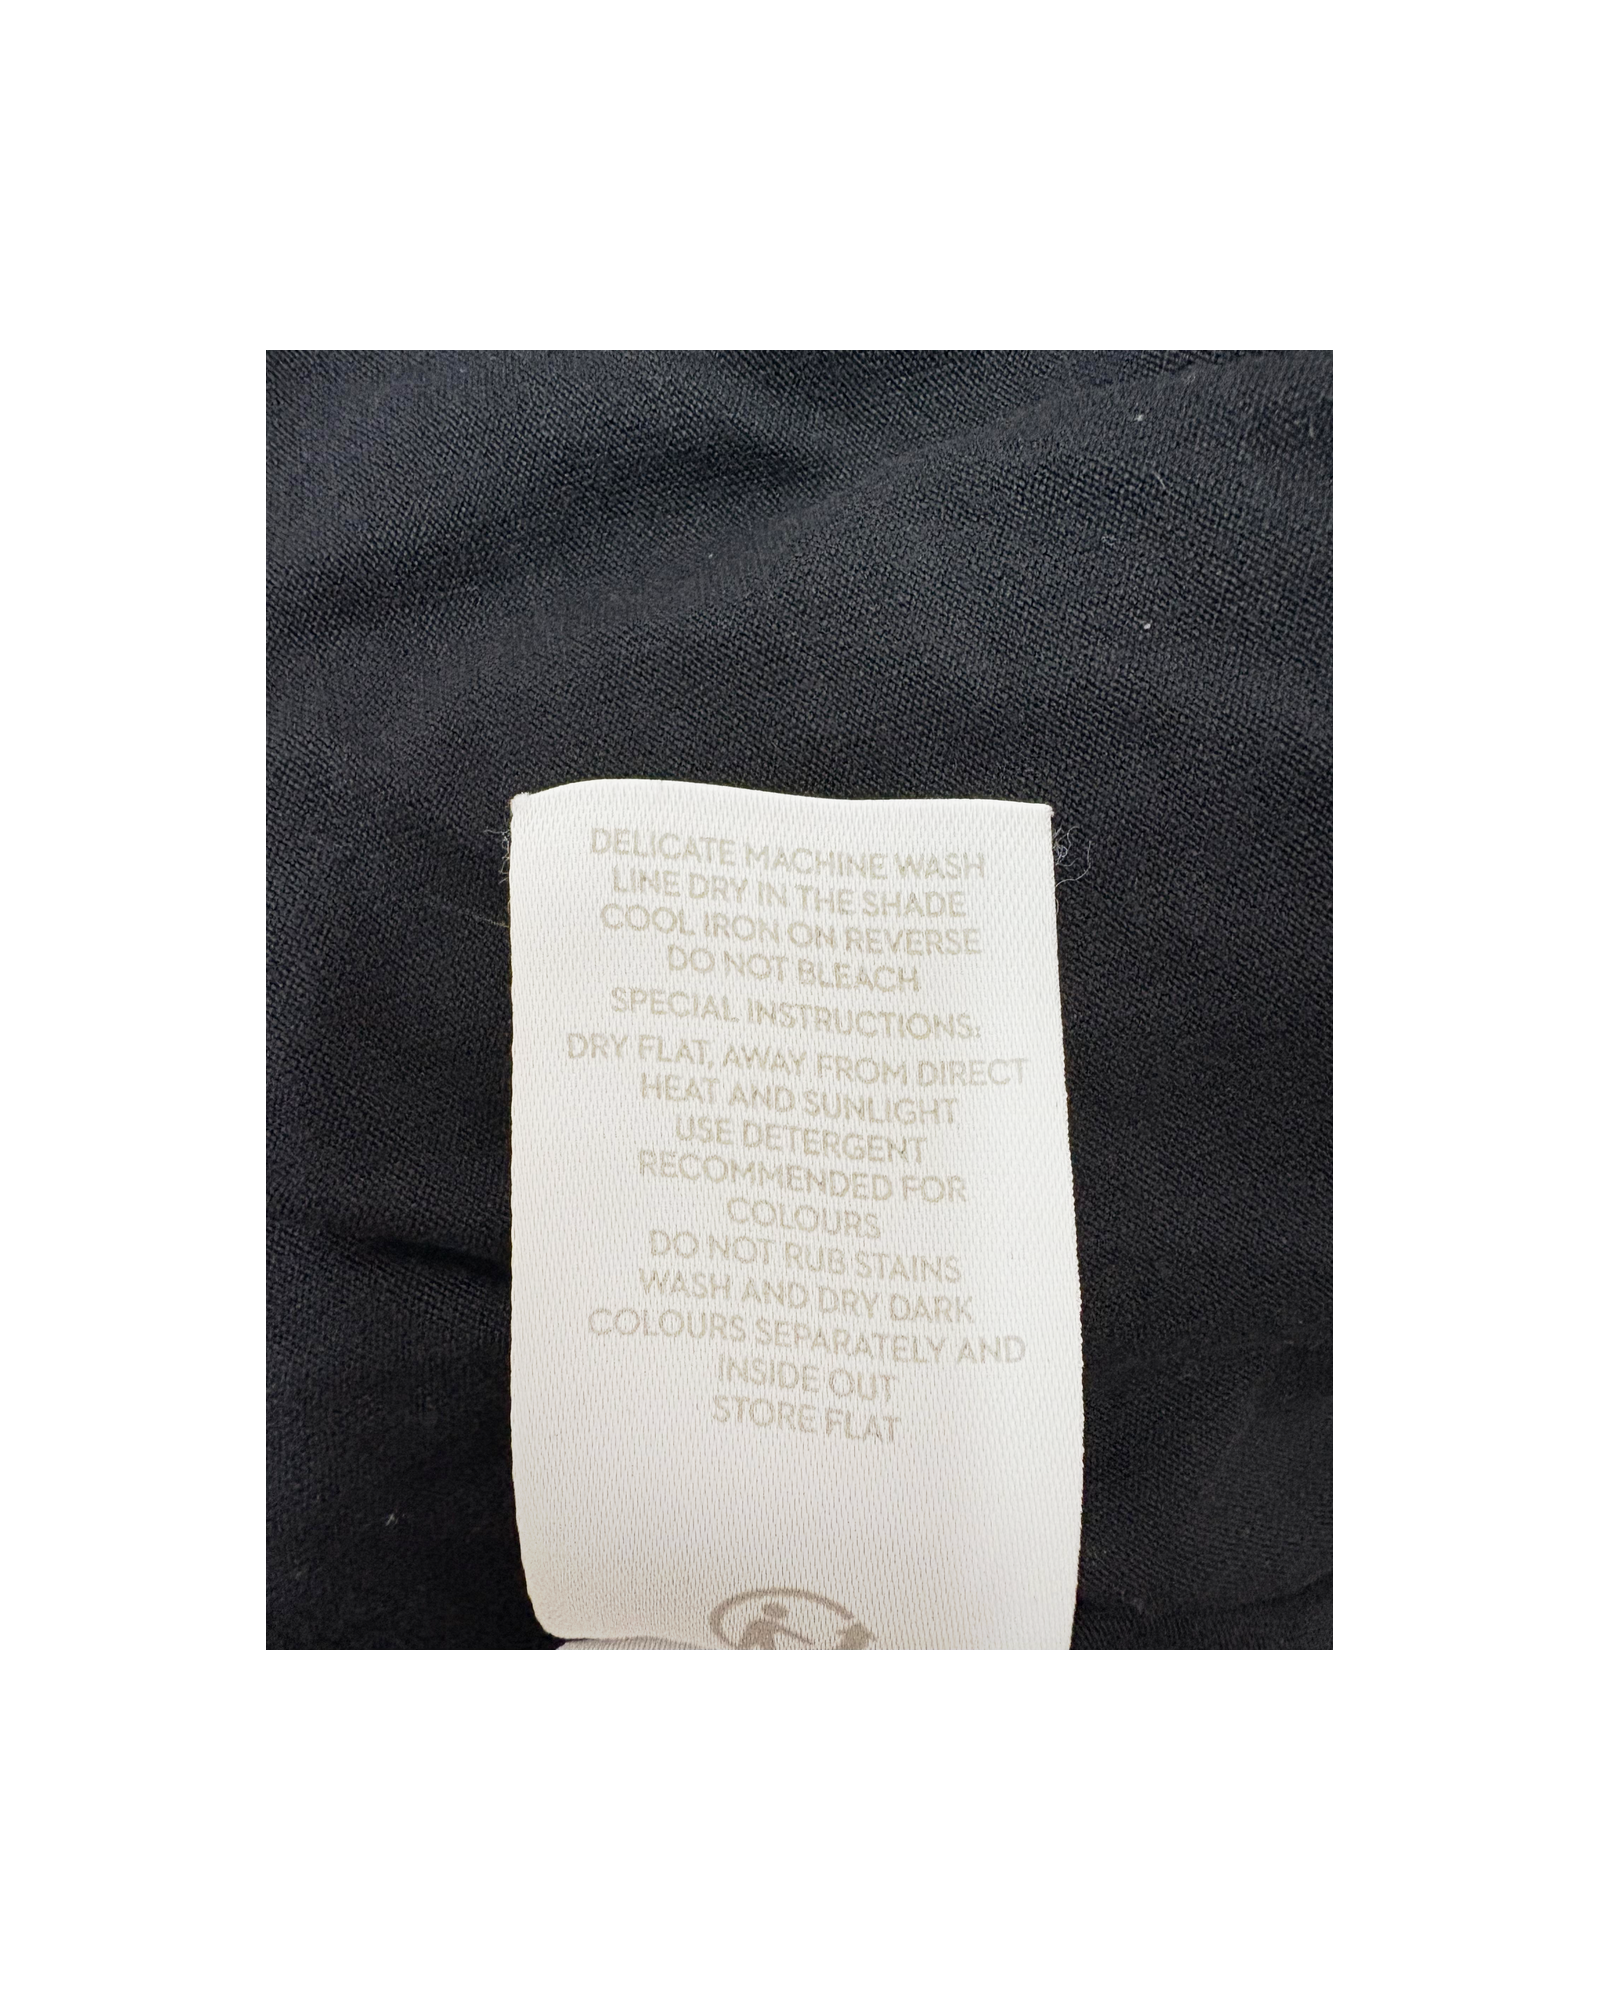 DELICATE MACHINE WASH
LINE DRY IN THE SHADE
COOL IRON ON REVERSE
DO NOT BLEACH
SPECIAL INSTRUCTIONS:
DRY FLAT, AWAY FROM DIRECT
HEAT AND SUNLIGHT
USE DETERGENT
RECOMMENDED FOR
COLOURS
DO NOT RUB STAINS
WASH AND DRY DARK
COLOURS SEPARATELY AND
INSIDE OUT
STORE FLAT